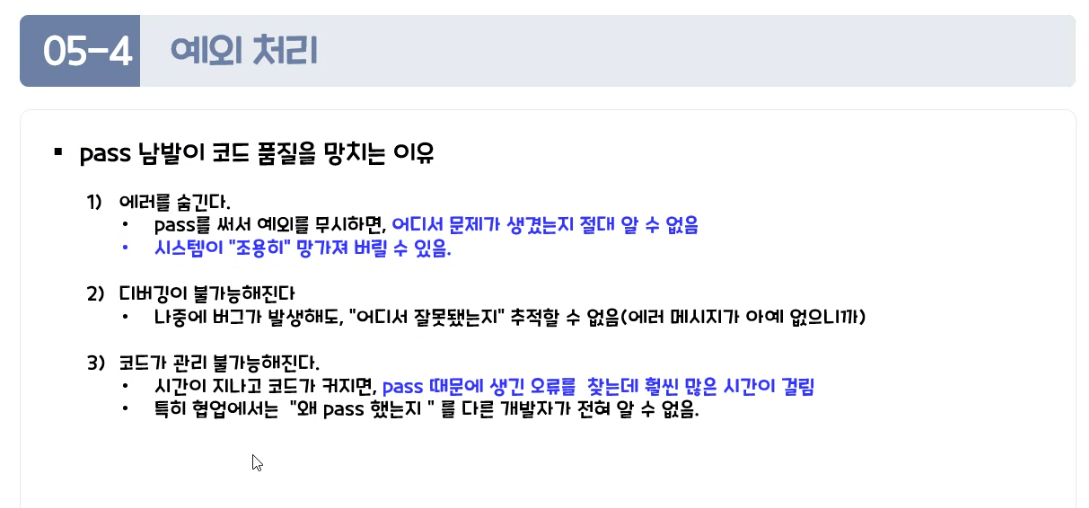 05-4 예외 처리
▪ pass 남발이 코드 품질을 망치는 이유
1) 에러를 숨긴다.
• pass를 써서 예외를 무시하면, 어디서 문제가 생겼는지 절대 알 수 없음
• 시스템이 "조용히" 망가져 버릴 수 있음.
2) 디버깅이 불가능해진다
• 나중에 버그가 발생해도, "어디서 잘못됐는지" 추적할 수 없음(에러 메시지가 아예 없으니까)
3) 코드가 관리 불가능해진다.
• 시간이 지나고 코드가 커지면, pass 때문에 생긴 오류를 찾는데 훨씬 많은 시간이 걸림
• 특히 협업에서는 "왜 pass 했는지 " 를 다른 개발자가 전혀 알 수 없음.